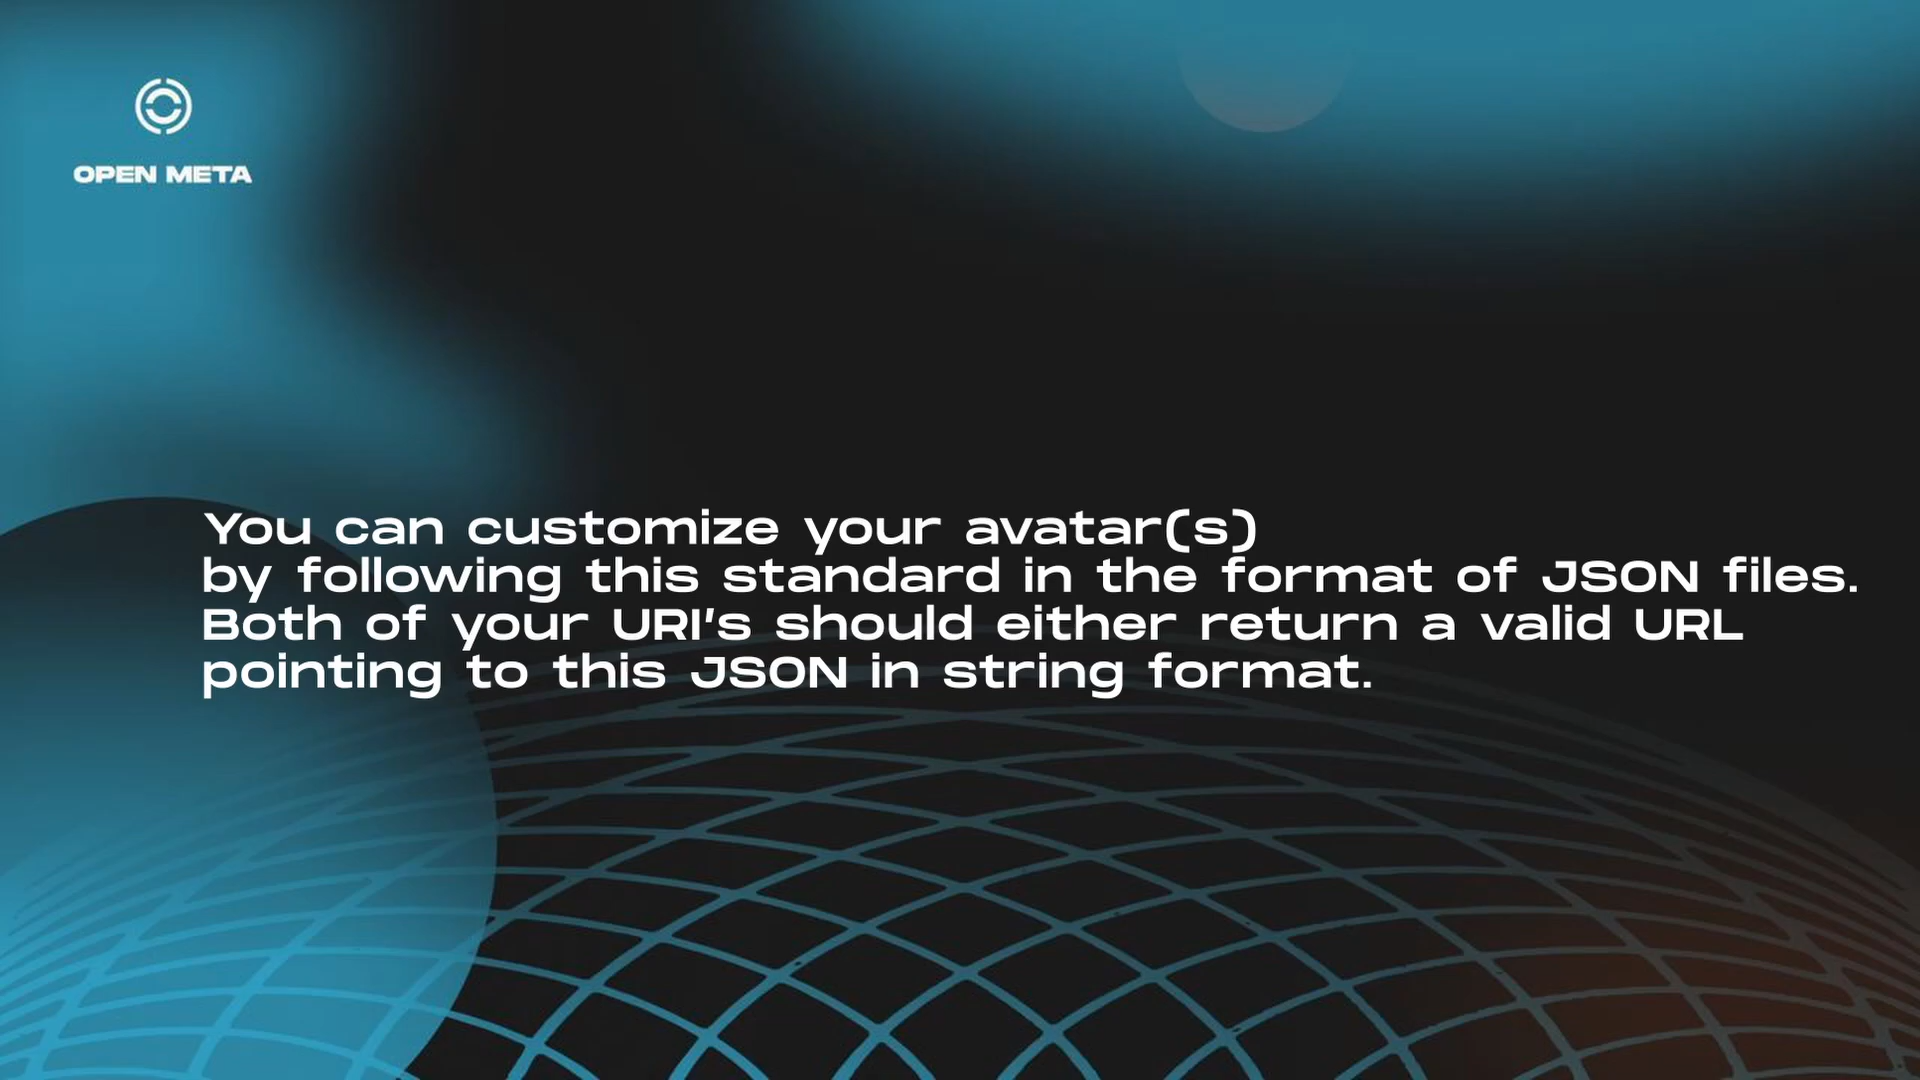 OPEN META
You can customize your avatar(s)
by following this standard in the format of JSON files.
Both of your URI's should either return a valid URL
pointing to this JSON in string format.